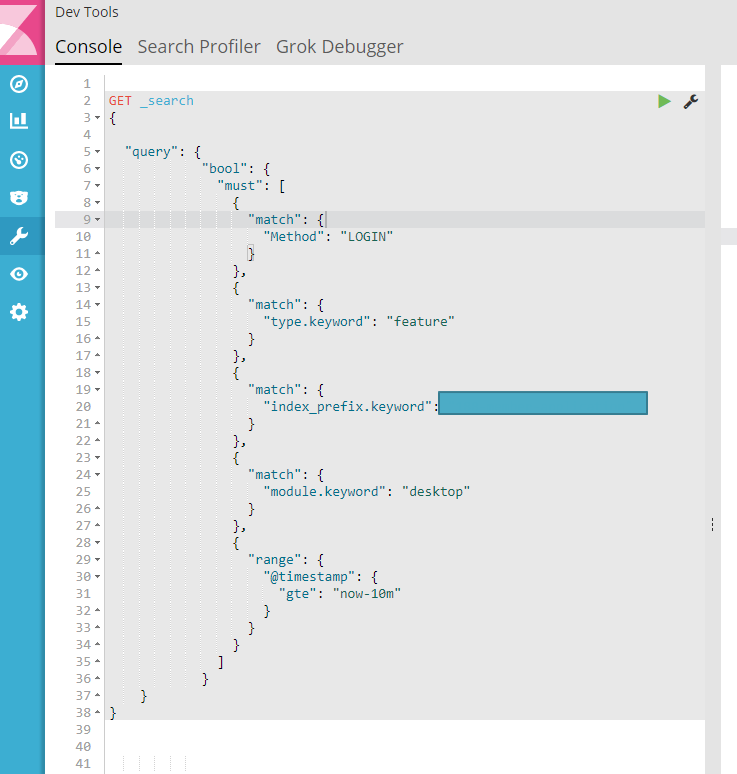 Dev Tools
Console Search Profiler Grok Debugger
1
2 GET _search
3 {
4
5 "query": {
6 "bool": {
7 "must": [
8 {
9 "match": {
10 "Method": "LOGIN"
11 }
12 },
13 {
14 "match": {
15 "type.keyword": "feature"
16 }
17 },
18 {
19 "match": {
20 "index_prefix.keyword":
21 }
22 },
23 {
24 "match": {
25 "module.keyword": "desktop"
26 }
27 },
28 {
29 "range": {
30 "@timestamp": {
31 "gte": "now-10m"
32 }
33 }
34 }
35 ]
36 }
37 }
38 }
39
40
41